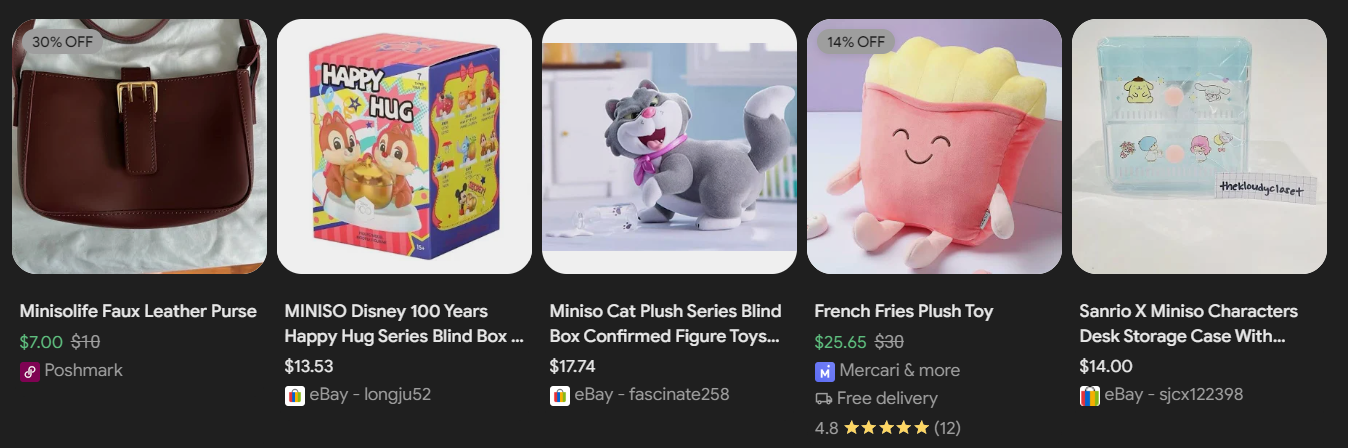 30% OFF
Minisolife Faux Leather Purse
$7.00 $10
Poshmark
HAPPY
HUG
MINISO Disney 100 Years
Happy Hug Series Blind Box ...
$13.53
eBay - longju52
Miniso Cat Plush Series Blind
Box Confirmed Figure Toys...
$17.74
eBay - fascinate258
14% OFF
French Fries Plush Toy
$25.65 $30
Mercari & more
Free delivery
4.8 ★★★★★ (12)
thekloudycloset
Sanrio X Miniso Characters
Desk Storage Case With...
$14.00
eBay - sjcx122398